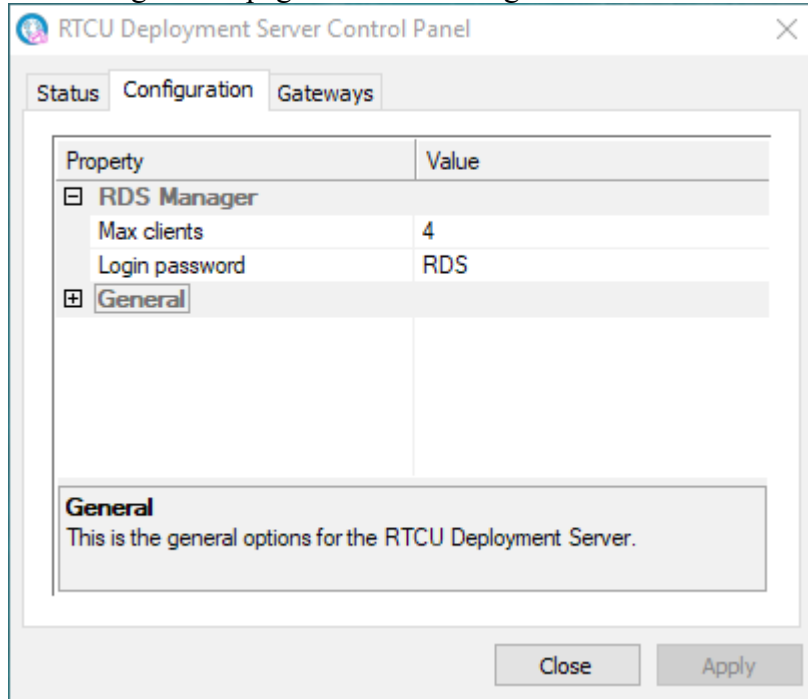 RTCU Deployment Server Control Panel
Status Configuration Gateways
Property Value
RDS Manager
Max clients 4
Login password RDS
General
General
This is the general options for the RTCU Deployment Server.
Close Apply